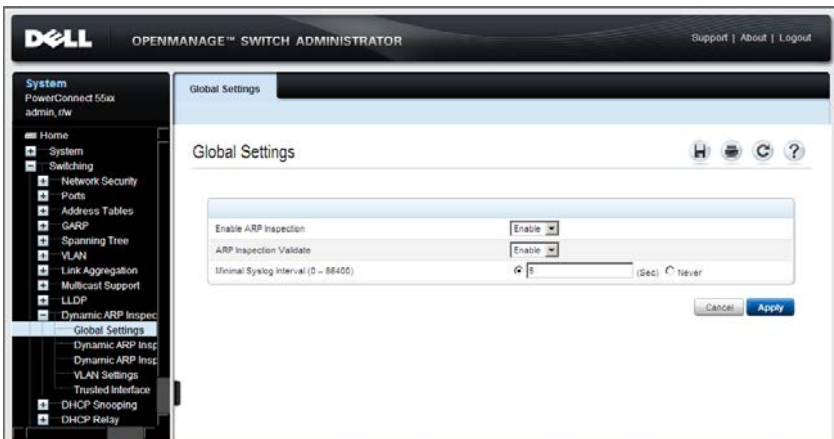 DELL
OPENMANAGE™ SWITCH ADMINISTRATOR
Support | About | Logout
System
PowerConnect 55xx
admin, r/w
Home
System
Switching
Network Security
Ports
Address Tables
GARP
Spanning Tree
VLAN
Link Aggregation
Multicast Support
LLDP
Dynamic ARP Inspec
Global Settings
Dynamic ARP Insp
Dynamic ARP Insp
VLAN Settings
Trusted Interface
DHCP Snooping
DHCP Relay
Global Settings
Global Settings
Enable ARP Inspection Enable
ARP Inspection Validate Enable
Minimal Syslog Interval (0 – 86400) 5 (Sec) Never
Cancel Apply